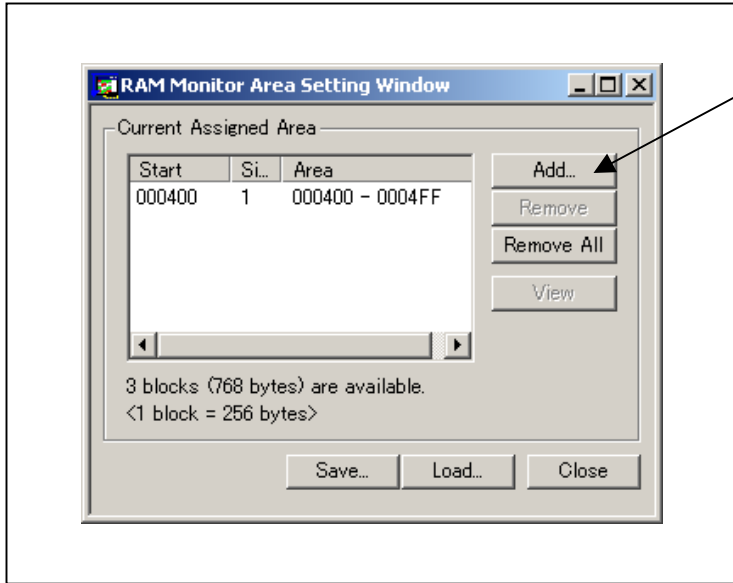 RAM Monitor Area Setting Window
Current Assigned Area
Start Si... Area
000400 1 000400 - 0004FF
Add...
Remove
Remove All
View
3 blocks (768 bytes) are available.
<1 block = 256 bytes>
Save... Load... Close